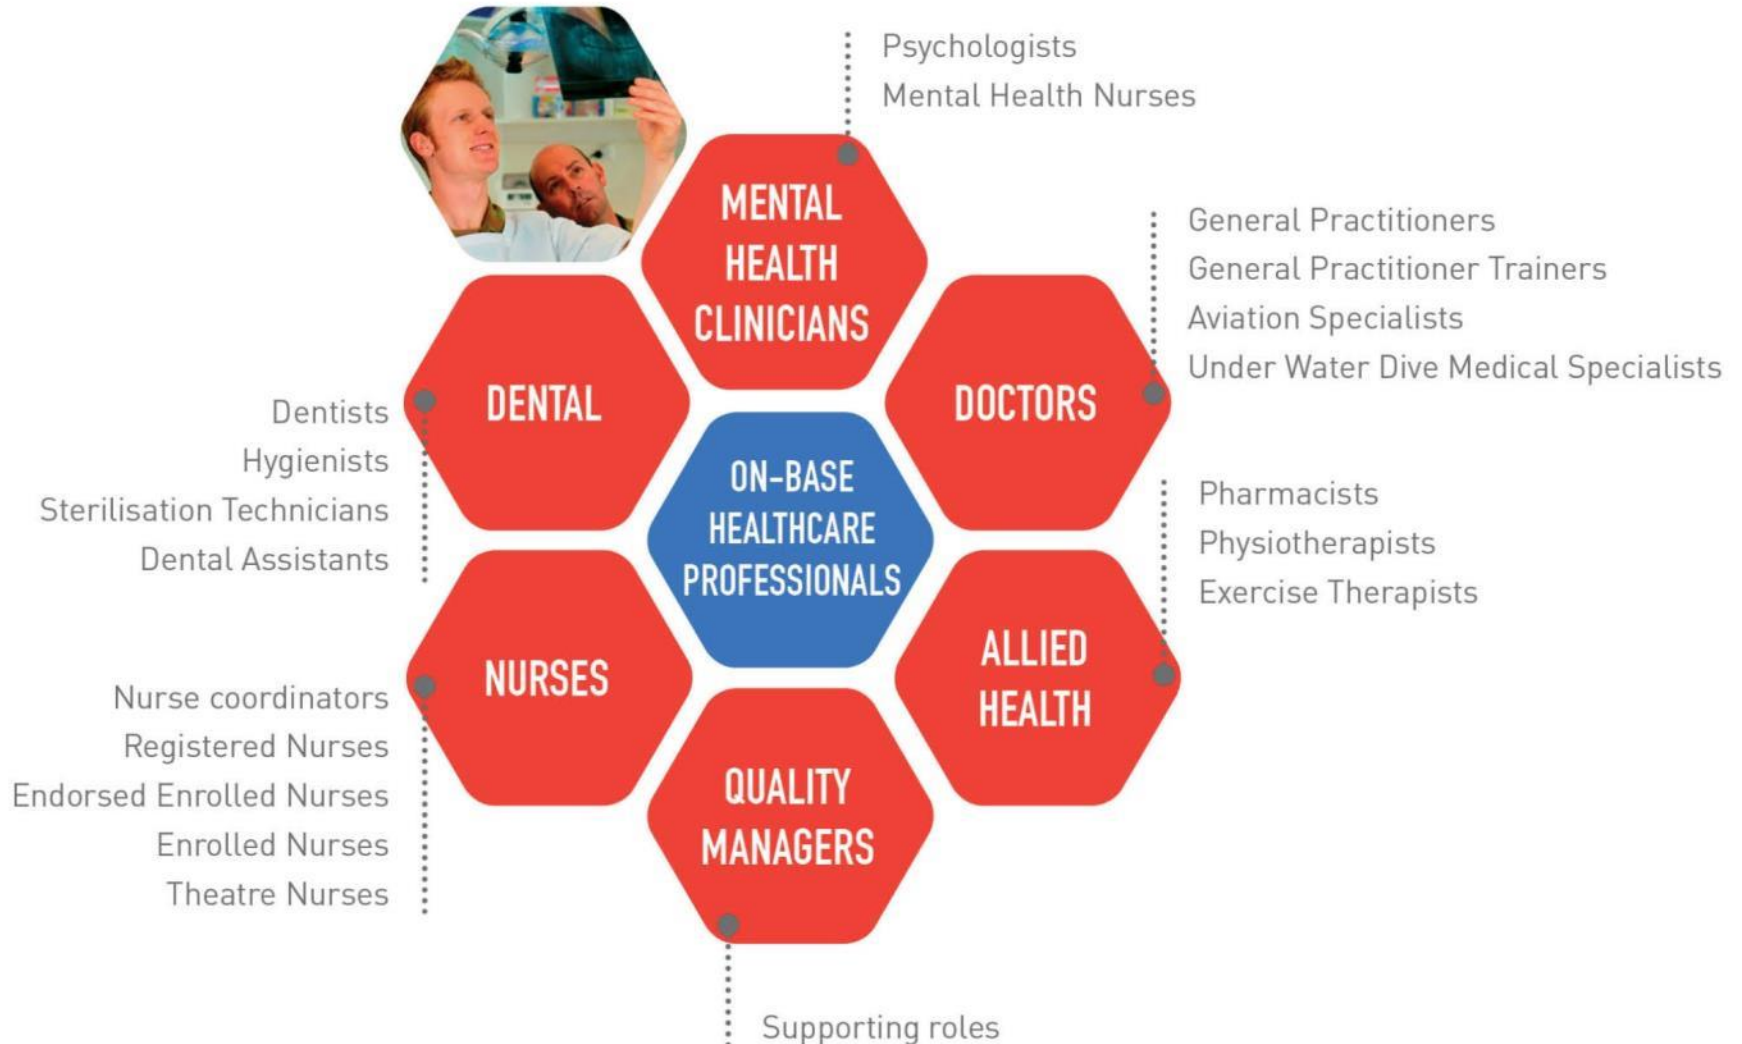 Psychologists
Mental Health Nurses
MENTAL
HEALTH
CLINICIANS
General Practitioners
General Practitioner Trainers
Aviation Specialists
Under Water Dive Medical Specialists
DOCTORS
DENTAL
Dentists
Hygienists
Sterilisation Technicians
Dental Assistants
ON-BASE
HEALTHCARE
PROFESSIONALS
Pharmacists
Physiotherapists
Exercise Therapists
ALLIED
HEALTH
NURSES
Nurse coordinators
Registered Nurses
Endorsed Enrolled Nurses
Enrolled Nurses
Theatre Nurses
QUALITY
MANAGERS
Supporting roles